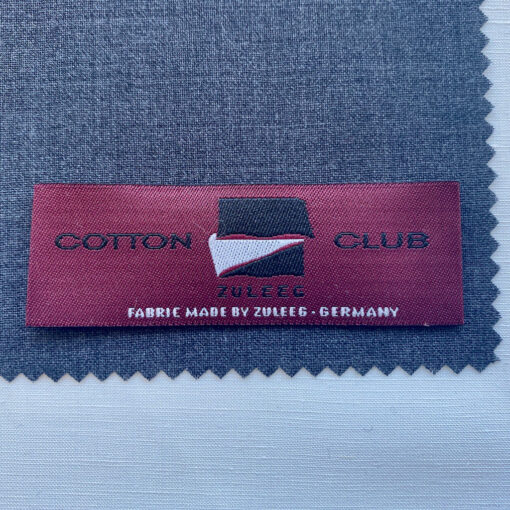 COTTON CLUB
ZULEEG
FABRIC MADE BY ZULEEG · GERMANY